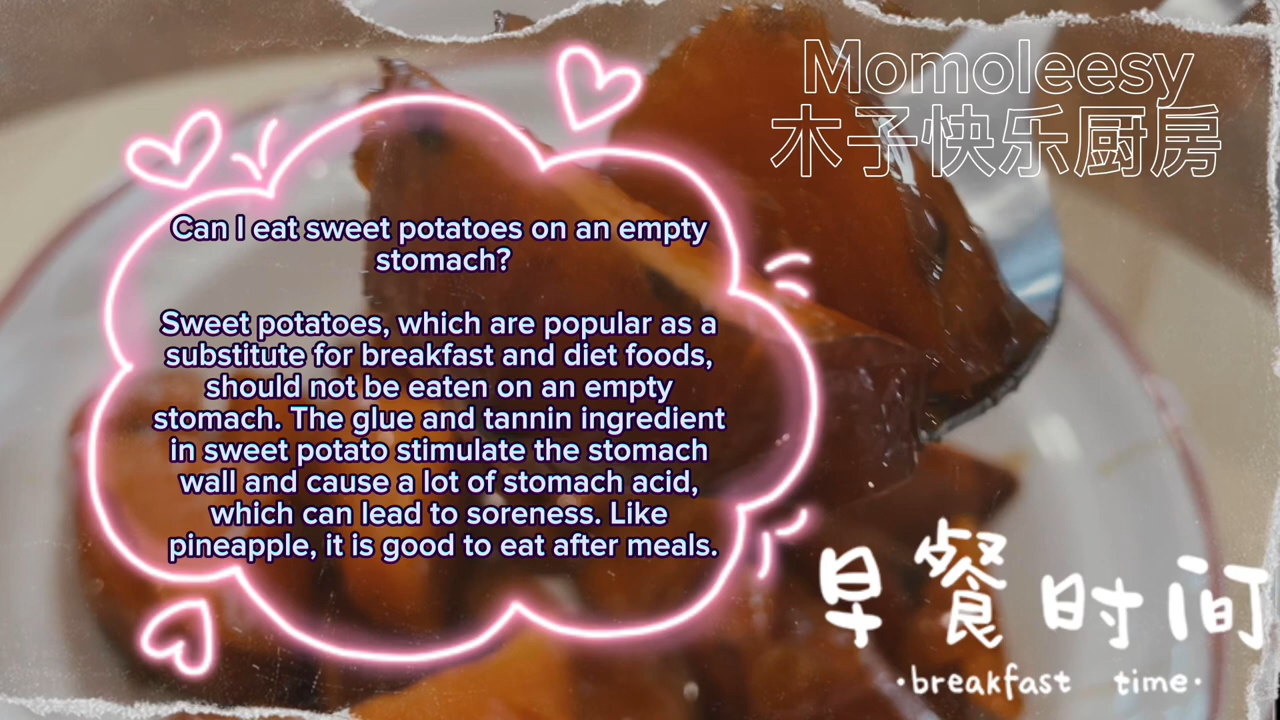 Momoleesy
木子快乐厨房
Can I eat sweet potatoes on an empty
stomach?
Sweet potatoes, which are popular as a
substitute for breakfast and diet foods,
should not be eaten on an empty
stomach. The glue and tannin ingredient
in sweet potato stimulate the stomach
wall and cause a lot of stomach acid,
which can lead to soreness. Like
pineapple, it is good to eat after meals.
早餐时间
·breakfast time·